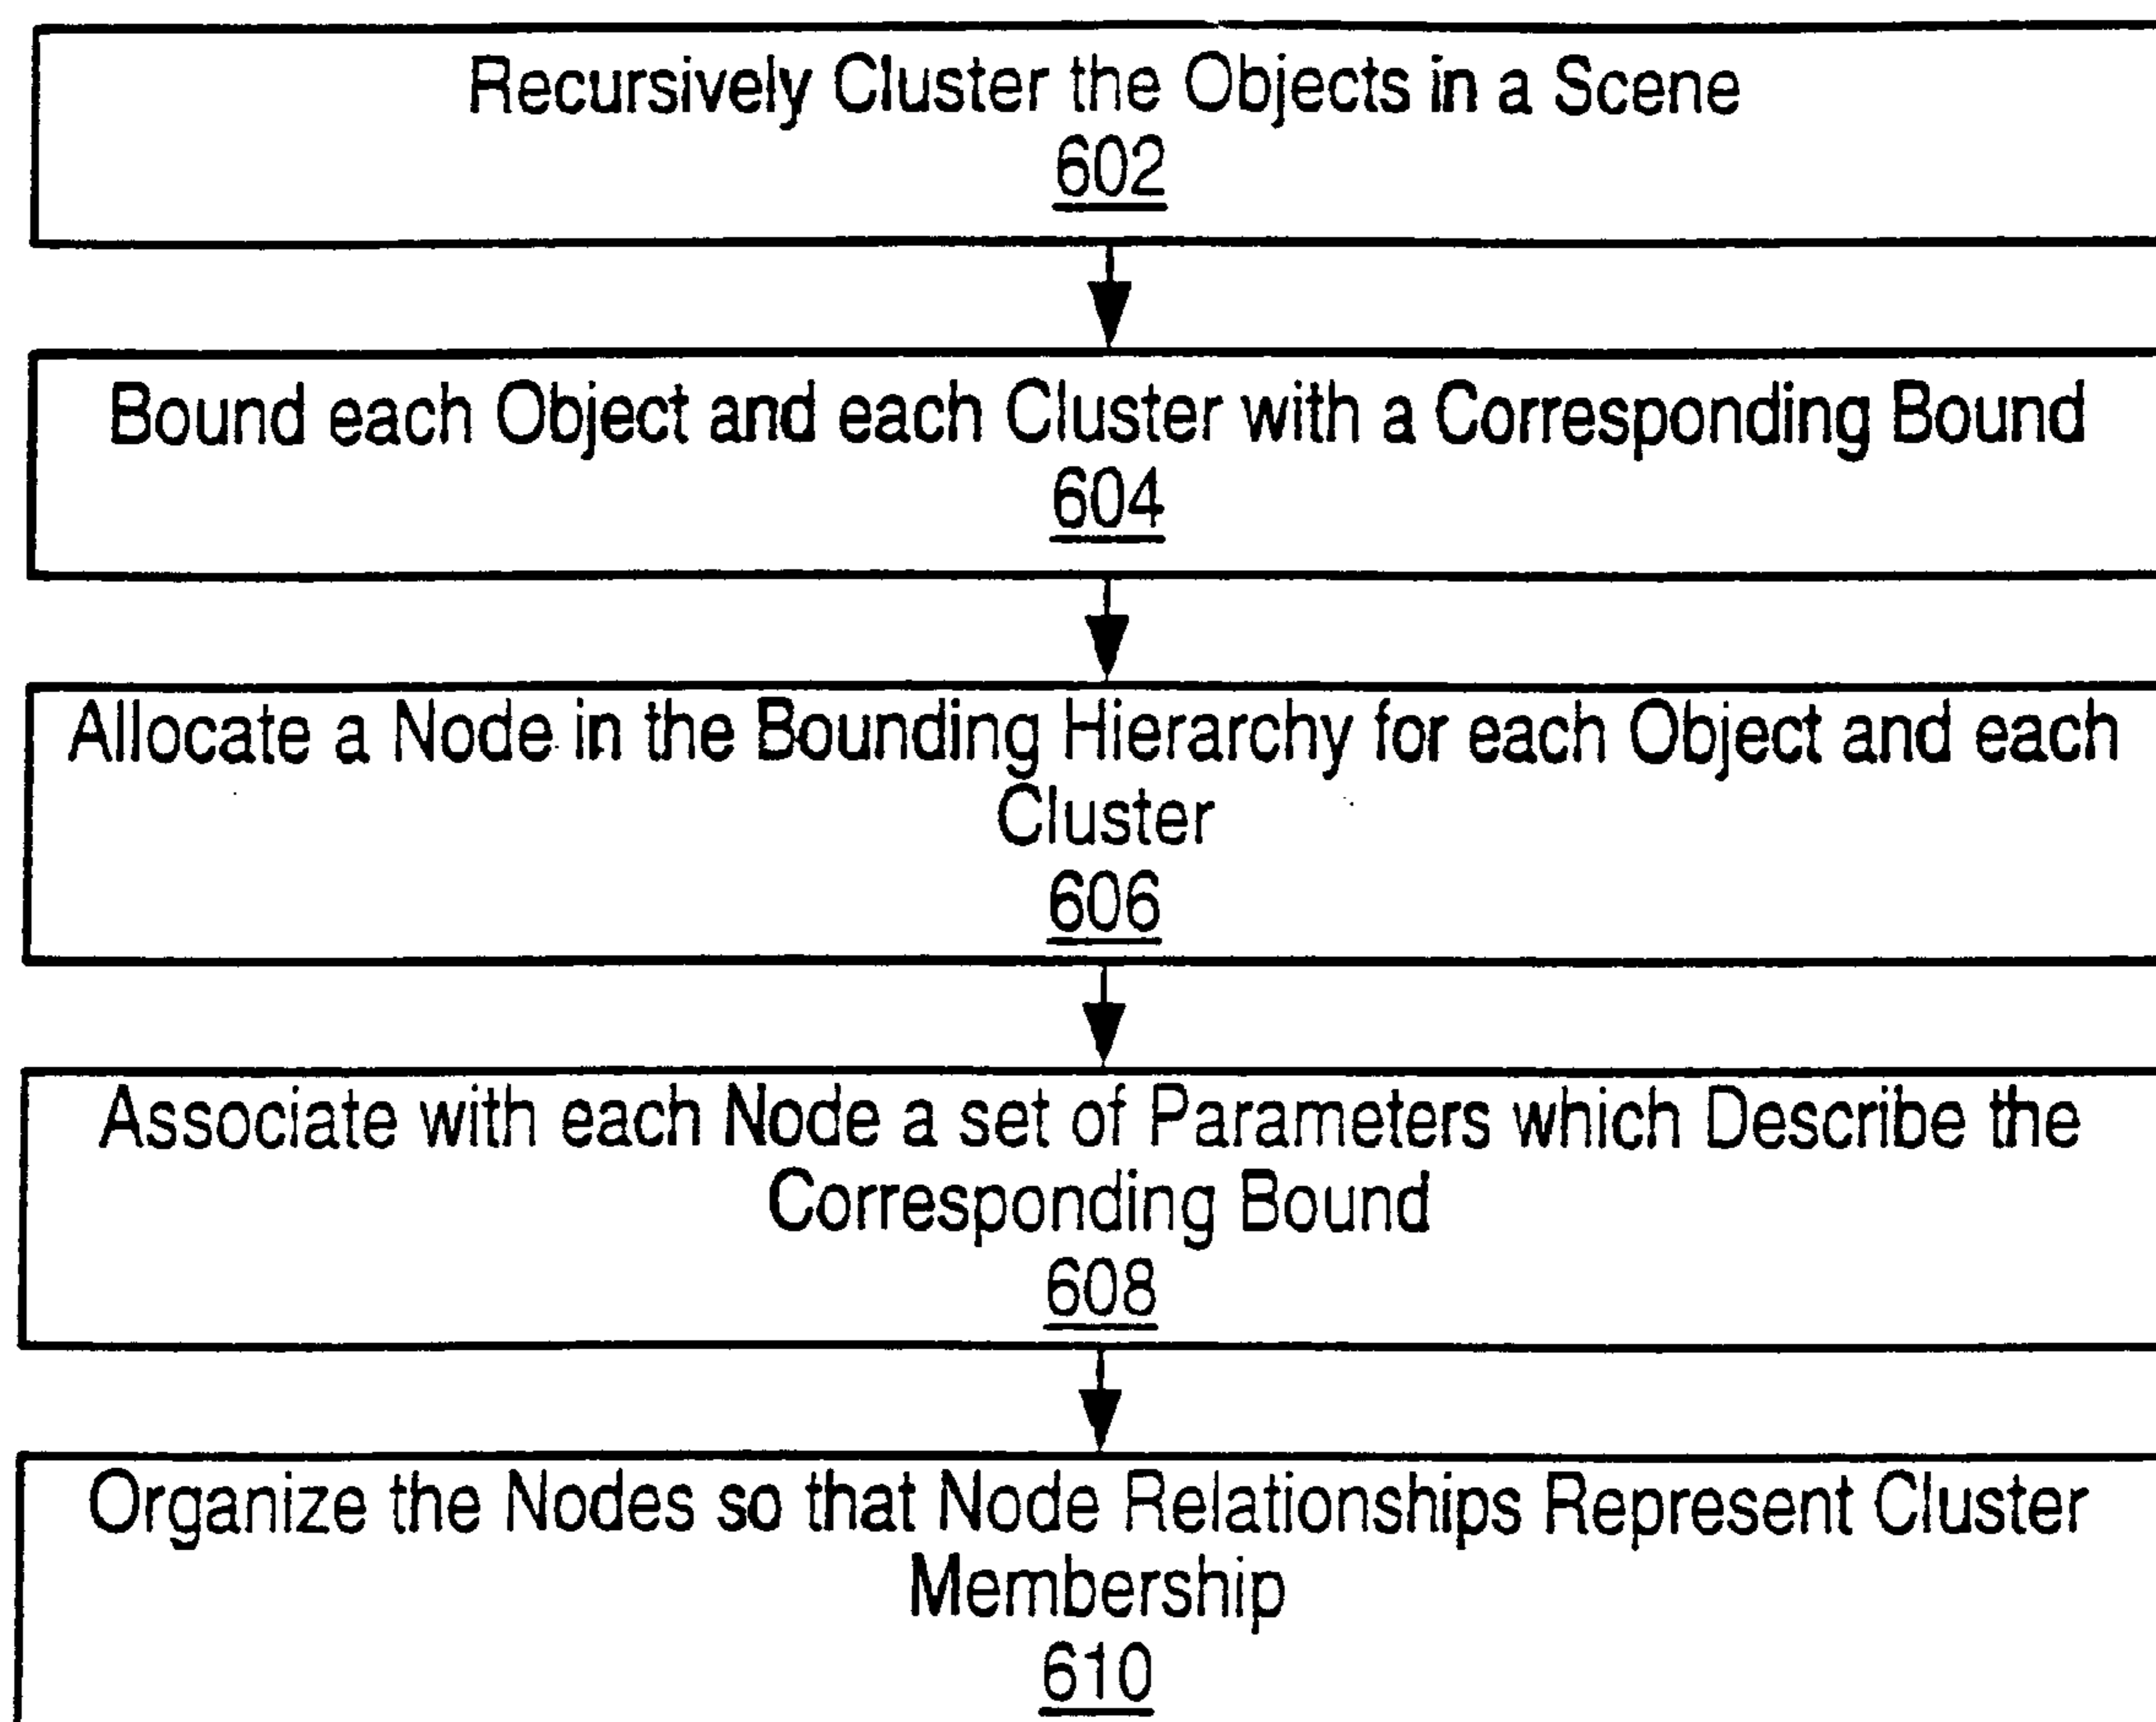 Recursively Cluster the Objects in a Scene
602
Bound each Object and each Cluster with a Corresponding Bound
604
Allocate a Node in the Bounding Hierarchy for each Object and each
Cluster
606
Associate with each Node a set of Parameters which Describe the
Corresponding Bound
608
Organize the Nodes so that Node Relationships Represent Cluster
Membership
610